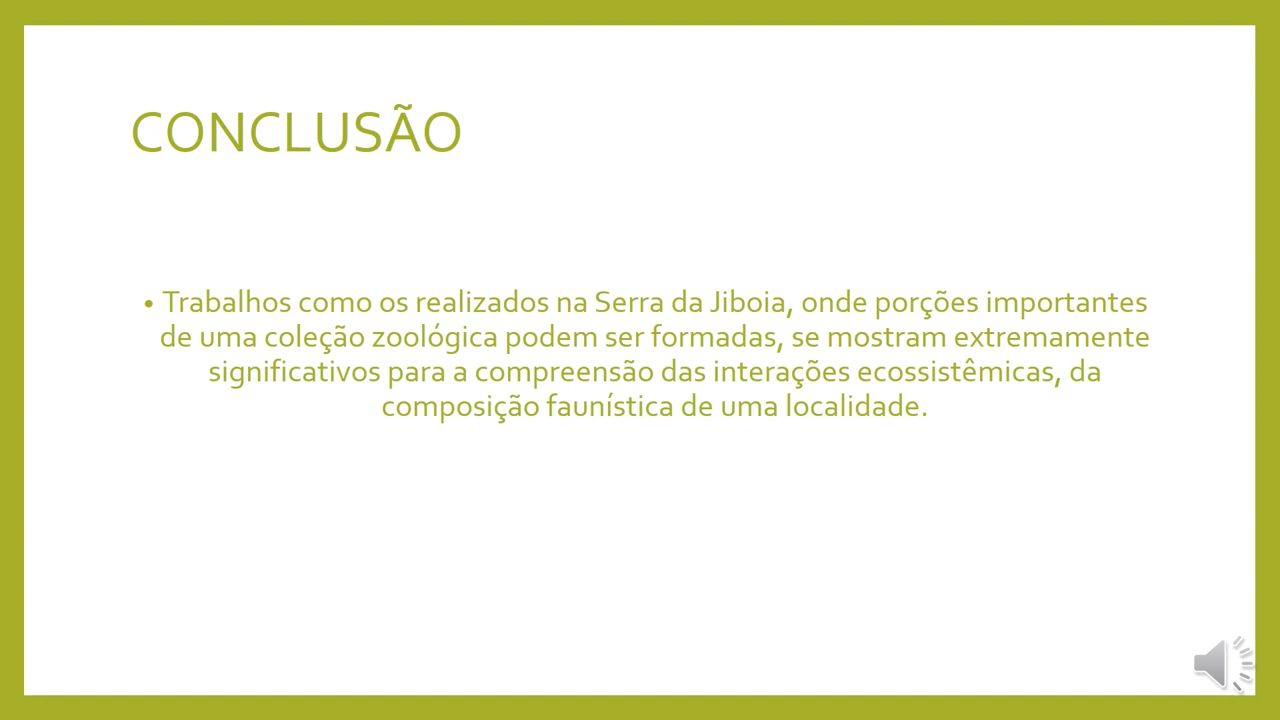 CONCLUSÃO
• Trabalhos como os realizados na Serra da Jiboia, onde porções importantes
de uma coleção zoológica podem ser formadas, se mostram extremamente
significativos para a compreensão das interações ecossistêmicas, da
composição faunística de uma localidade.